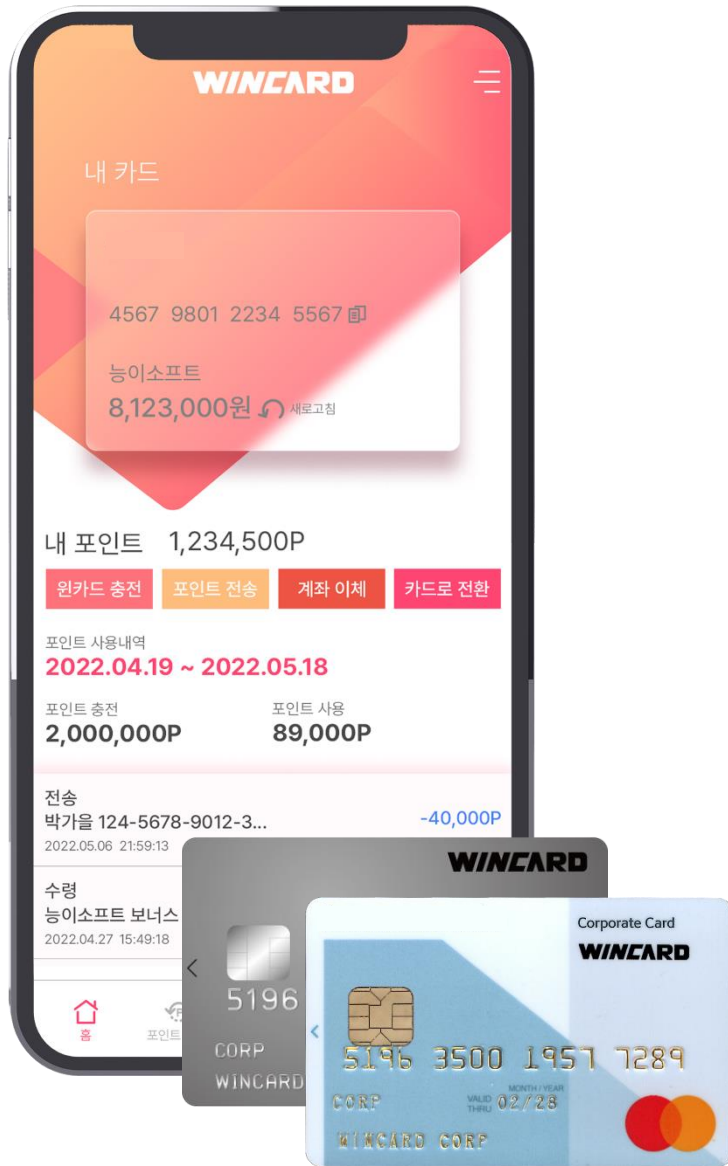 WINCARD
내 카드
4567 9801 2234 5567
능이소프트
8,123,000원 새로고침
내 포인트 1,234,500P
윈카드 충전 포인트 전송 계좌 이체 카드로 전환
포인트 사용내역
2022.04.19 ~ 2022.05.18
포인트 충전 포인트 사용
2,000,000P 89,000P
전송
박가을 124-5678-9012-3... -40,000P
2022.05.06 21:59:13
수령
능이소프트 보너스
2022.04.27 15:49:18
홈 포인트
WINCARD
5196
CORP
WINCARD
Corporate Card
WINCARD
5196 3500 1957 7289
MONTH / YEAR
CORP VALID THRU 02/28
WINCARD CORP